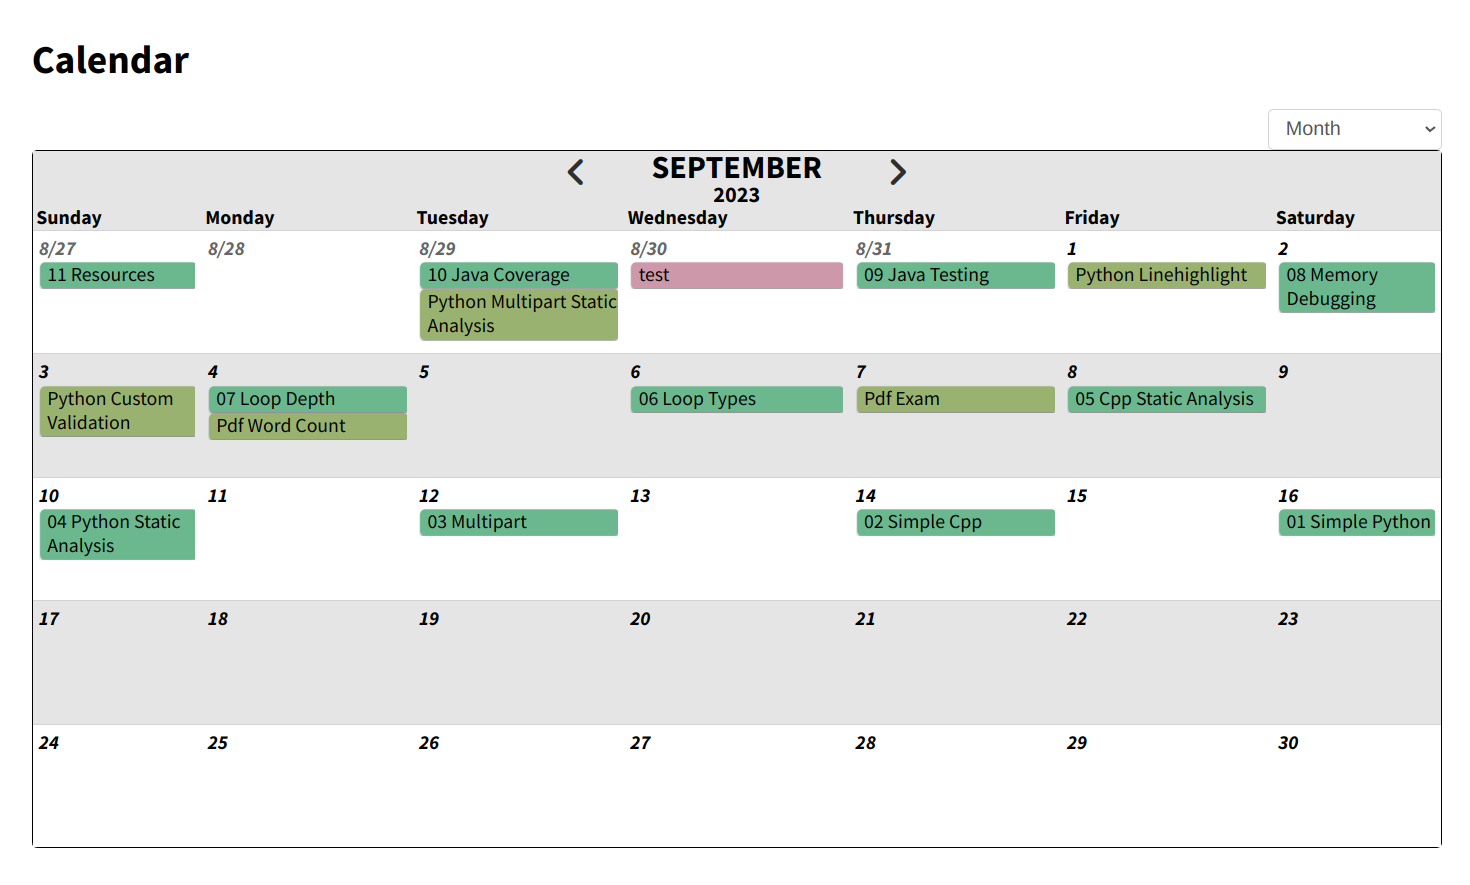 Calendar
Month
SEPTEMBER
2023
Sunday Monday Tuesday Wednesday Thursday Friday Saturday
8/27 8/28 8/29 8/30 8/31 1 2
11 Resources 10 Java Coverage test 09 Java Testing Python Linehighlight 08 Memory
Debugging
Python Multipart Static
Analysis
3 4 5 6 7 8 9
Python Custom 07 Loop Depth 06 Loop Types Pdf Exam 05 Cpp Static Analysis
Validation Pdf Word Count
10 11 12 13 14 15 16
04 Python Static 03 Multipart 02 Simple Cpp 01 Simple Python
Analysis
17 18 19 20 21 22 23
24 25 26 27 28 29 30